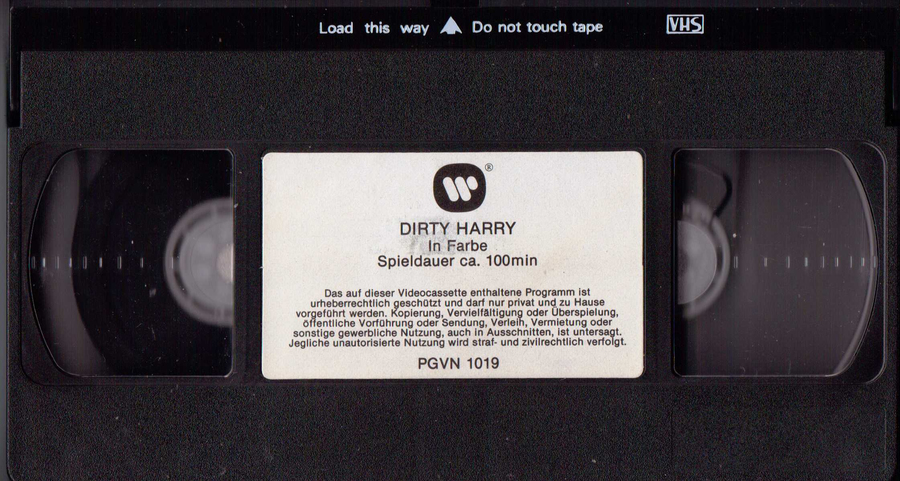 Load this way Do not touch tape VHS
®
DIRTY HARRY
In Farbe
Spieldauer ca. 100min
Das auf dieser Videocassette enthaltene Programm ist
urheberrechtlich geschützt und darf nur privat und zu Hause
vorgeführt werden. Kopierung, Vervielfältigung oder Überspielung,
öffentliche Vorführung oder Sendung, Verleih, Vermietung oder
sonstige gewerbliche Nutzung, auch in Ausschnitten, ist untersagt.
Jegliche unautorisierte Nutzung wird straf- und zivilrechtlich verfolgt.
PGVN 1019